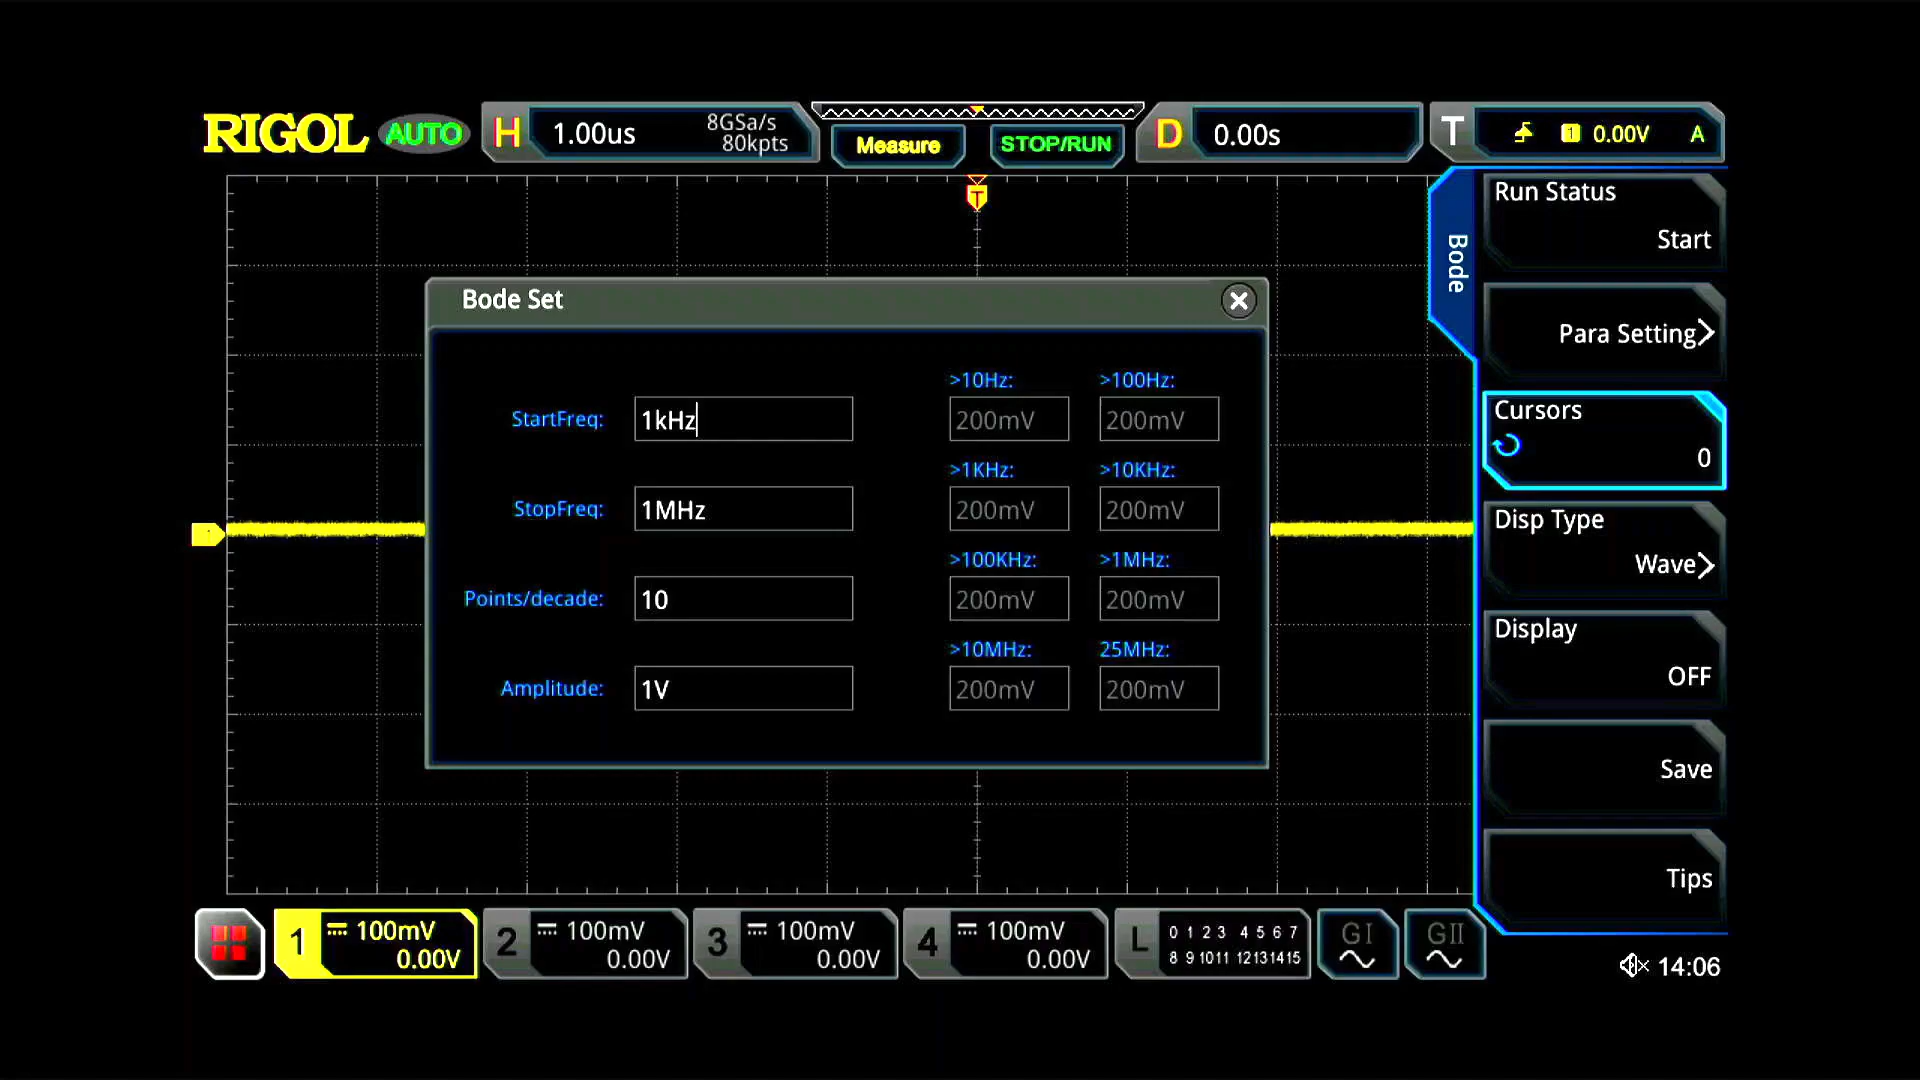 RIGOL AUTO H 1.00us 8GSa/s 80kpts Measure STOP/RUN D 0.00s T 1 0.00V A
T
Bode
Run Status
Start
Para Setting
Cursors
0
Disp Type
Wave
Display
OFF
Save
Tips
Bode Set
StartFreq: 1kHz
StopFreq: 1MHz
Points/decade: 10
Amplitude: 1V
>10Hz: >100Hz:
200mV 200mV
>1KHz: >10KHz:
200mV 200mV
>100KHz: >1MHz:
200mV 200mV
>10MHz: 25MHz:
200mV 200mV
1 100mV 0.00V
2 100mV 0.00V
3 100mV 0.00V
4 100mV 0.00V
L 0 1 2 3 4 5 6 7
8 9 10 11 12 13 14 15
GI GII
14:06